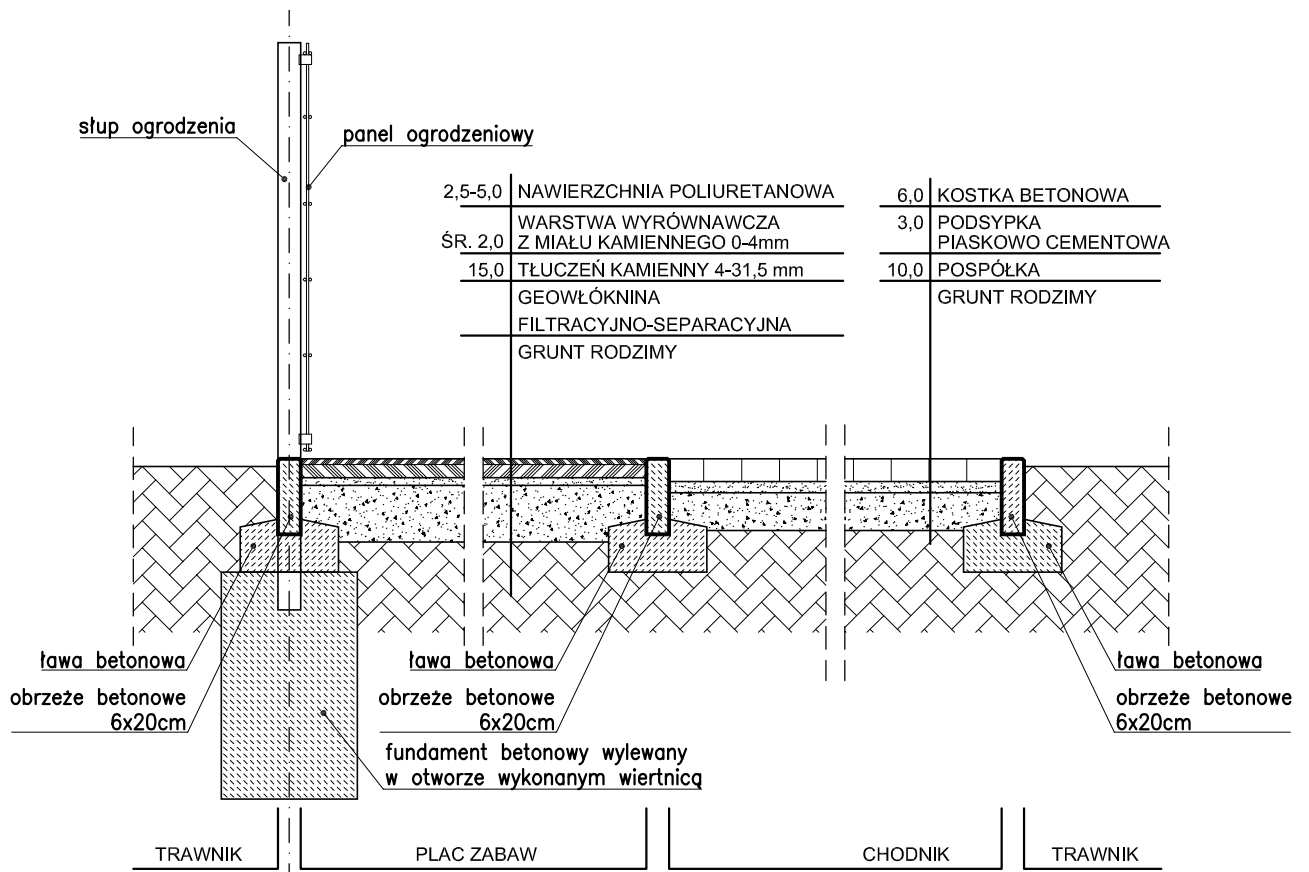 słup ogrodzenia
panel ogrodzeniowy
2,5-5,0 NAWIERZCHNIA POLIURETANOWA
WARSTWA WYRÓWNAWCZA
ŚR. 2,0 Z MIAŁU KAMIENNEGO 0-4mm
15,0 TŁUCZEŃ KAMIENNY 4-31,5 mm
GEOWŁÓKNINA
FILTRACYJNO-SEPARACYJNA
GRUNT RODZIMY
6,0 KOSTKA BETONOWA
3,0 PODSYPKA
PIASKOWO CEMENTOWA
10,0 POSPÓŁKA
GRUNT RODZIMY
ława betonowa
obrzeże betonowe
6x20cm
ława betonowa
obrzeże betonowe
6x20cm
fundament betonowy wylewany
w otworze wykonanym wiertnicą
ława betonowa
obrzeże betonowe
6x20cm
TRAWNIK
PLAC ZABAW
CHODNIK
TRAWNIK